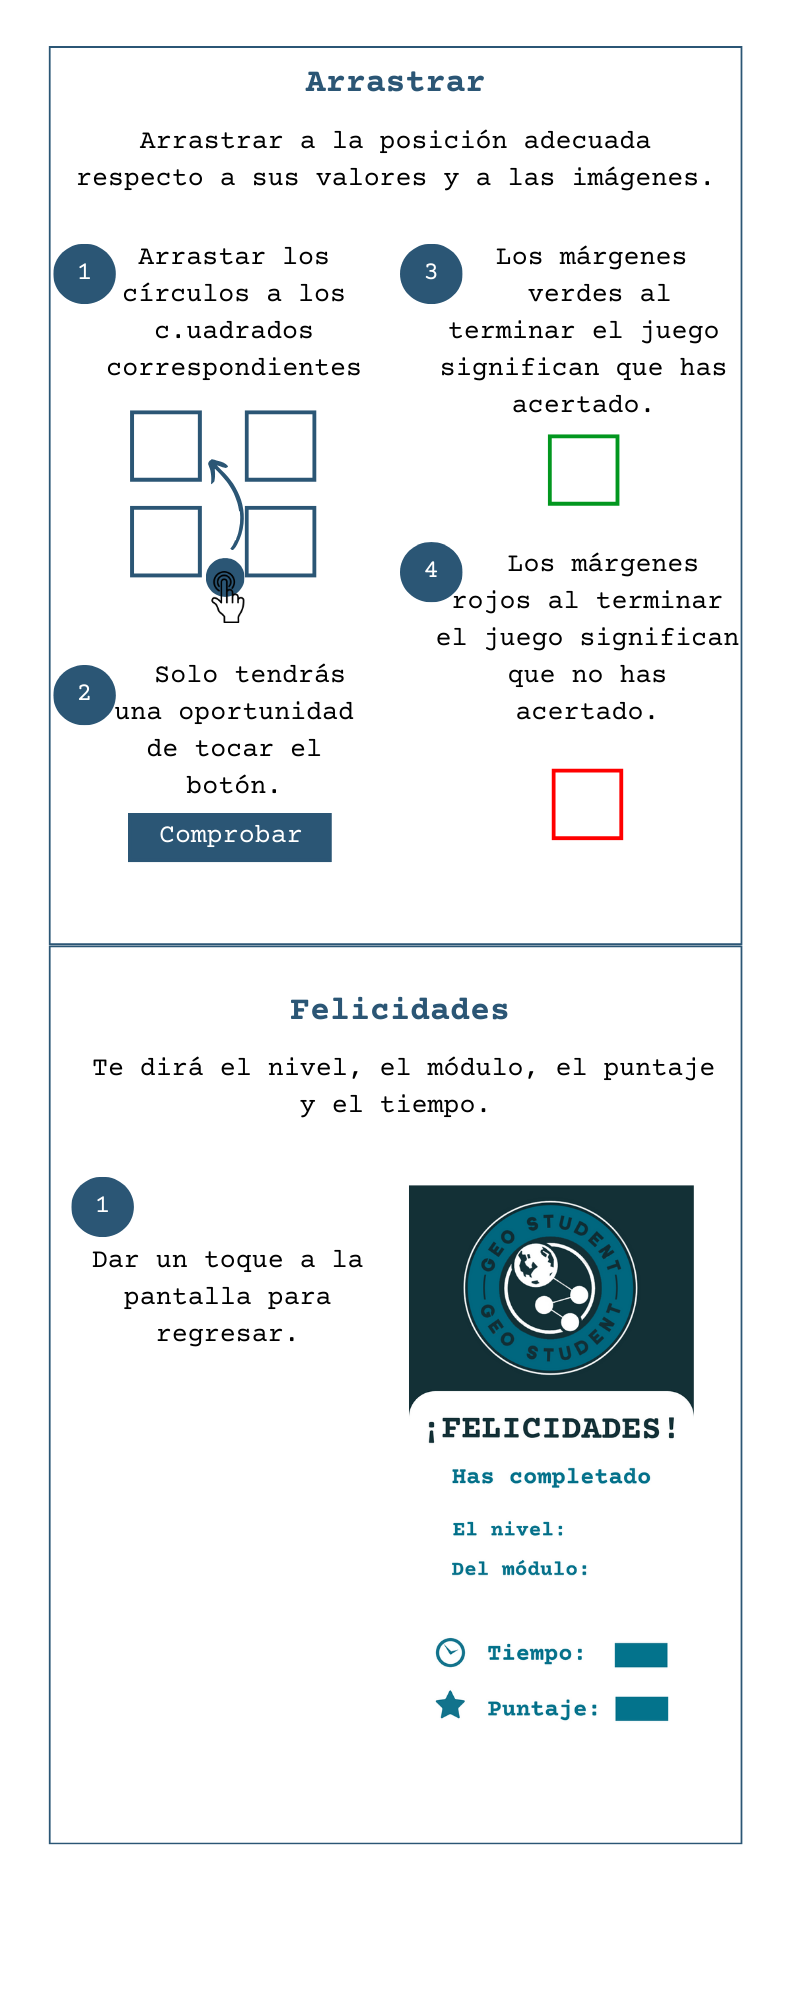 Arrastrar
Arrastrar a la posición adecuada
respecto a sus valores y a las imágenes.
1
Arrastar los
círculos a los
c.uadrados
correspondientes
2
Solo tendrás
una oportunidad
de tocar el
botón.
Comprobar
3
Los márgenes
verdes al
terminar el juego
significan que has
acertado.
4
Los márgenes
rojos al terminar
el juego significan
que no has
acertado.
Felicidades
Te dirá el nivel, el módulo, el puntaje
y el tiempo.
1
Dar un toque a la
pantalla para
regresar.
GEO STUDENT
GEO STUDENT
¡FELICIDADES!
Has completado
El nivel:
Del módulo:
Tiempo:
Puntaje: